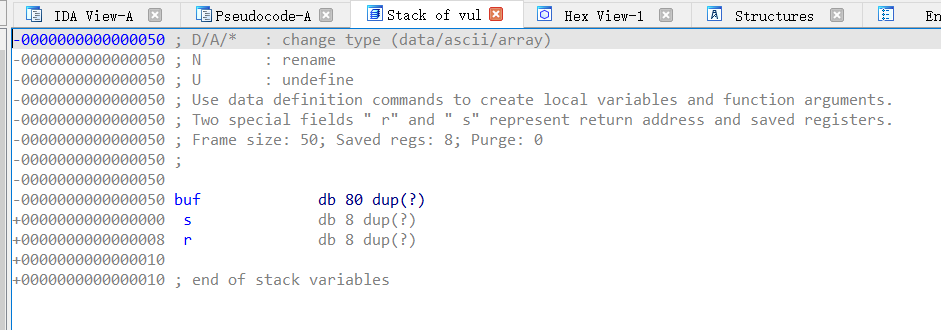 IDA View-A Pseudocode-A Stack of vul Hex View-1 Structures En
-0000000000000050 ; D/A/* : change type (data/ascii/array)
-0000000000000050 ; N : rename
-0000000000000050 ; U : undefine
-0000000000000050 ; Use data definition commands to create local variables and function arguments.
-0000000000000050 ; Two special fields " r" and " s" represent return address and saved registers.
-0000000000000050 ; Frame size: 50; Saved regs: 8; Purge: 0
-0000000000000050 ;
-0000000000000050
-0000000000000050 buf db 80 dup(?)
+0000000000000000 s db 8 dup(?)
+0000000000000008 r db 8 dup(?)
+0000000000000010
+0000000000000010 ; end of stack variables